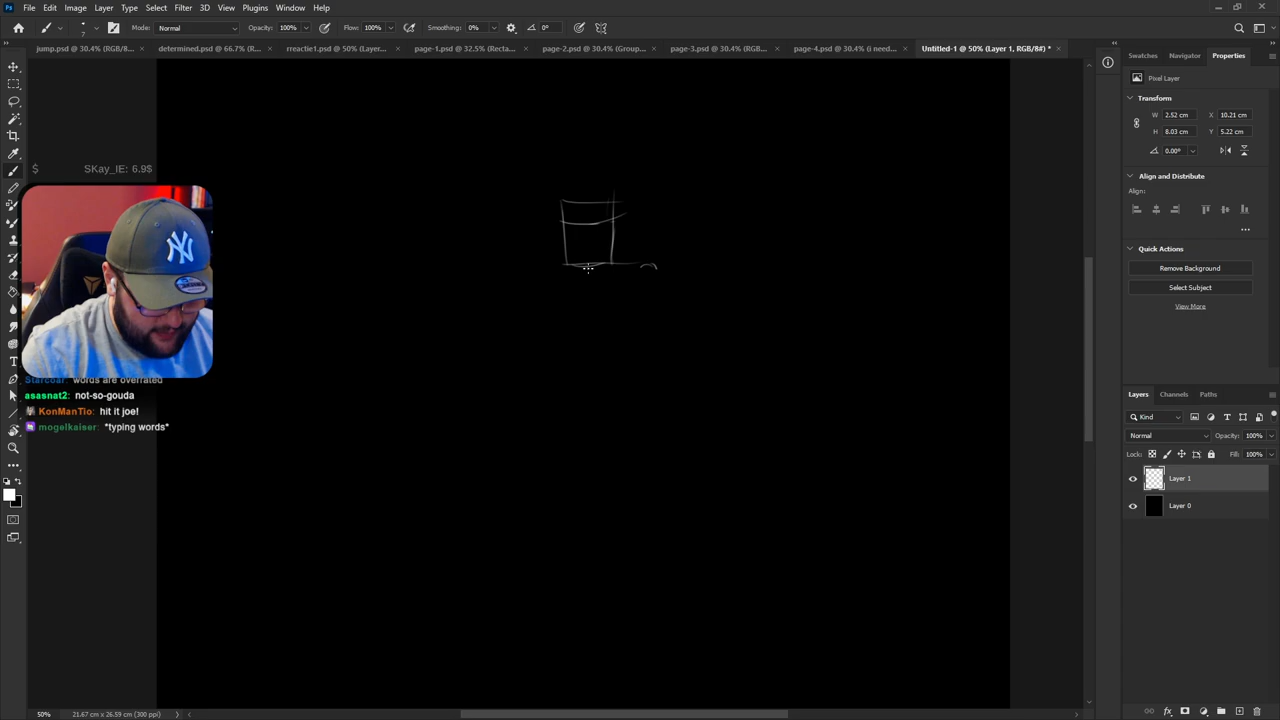 Ps File Edit Image Layer Type Select Filter 3D View Plugins Window Help
7 Mode: Normal Opacity: 100% Flow: 100% Smoothing: 0% 0°
jump.psd @ 30.4% (RGB/8... × determined.psd @ 66.7% (R... × rreactie1.psd @ 50% (Layer... × page-1.psd @ 32.5% (Recta... × page-2.psd @ 30.4% (Group... × page-3.psd @ 30.4% (RGB... × page-4.psd @ 30.4% (i need... × Untitled-1 @ 50% (Layer 1, RGB/8#) * ×
Swatches Navigator Properties
Pixel Layer
Transform
W 2.52 cm X 10.21 cm
H 8.03 cm Y 5.22 cm
0.00°
Align and Distribute
Align:
Quick Actions
Remove Background
Select Subject
View More
$ SKay_IE: 6.9$
NY
Starcoar: words are overrated
asasnat2: not-so-gouda
KonManTio: hit it joe!
mogelkaiser: *typing words*
Layers Channels Paths
Kind
Normal Opacity: 100%
Lock: Fill: 100%
Layer 1
Layer 0
50% 21.67 cm x 26.59 cm (300 ppi)